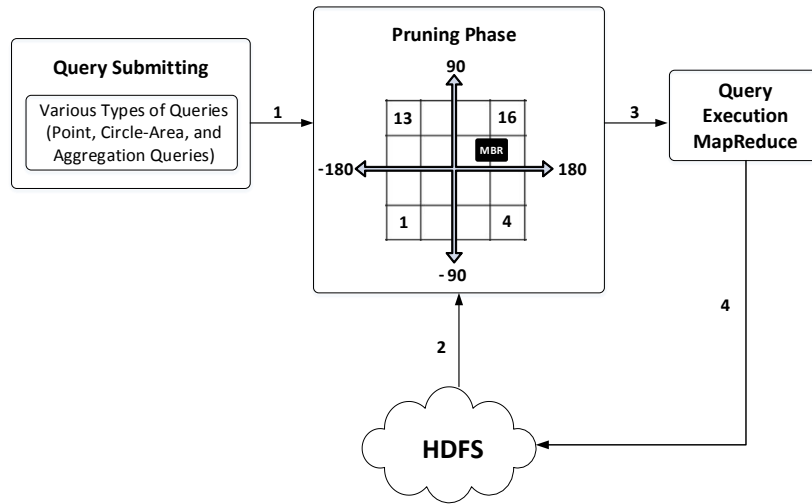 Query Submitting
Various Types of Queries
(Point, Circle-Area, and
Aggregation Queries)
1
Pruning Phase
90
13
16
MBR
-180
180
1
4
- 90
3
Query
Execution
MapReduce
4
2
HDFS